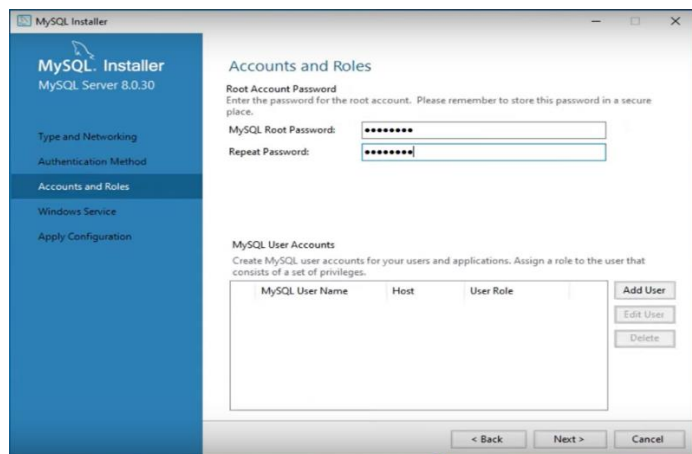 MySQL Installer
MySQL. Installer
MySQL Server 8.0.30
Type and Networking
Authentication Method
Accounts and Roles
Windows Service
Apply Configuration
Accounts and Roles
Root Account Password
Enter the password for the root account. Please remember to store this password in a secure
place.
MySQL Root Password: ••••••••
Repeat Password: ••••••••
MySQL User Accounts
Create MySQL user accounts for your users and applications. Assign a role to the user that
consists of a set of privileges.
MySQL User Name Host User Role
Add User
Edit User
Delete
< Back Next > Cancel